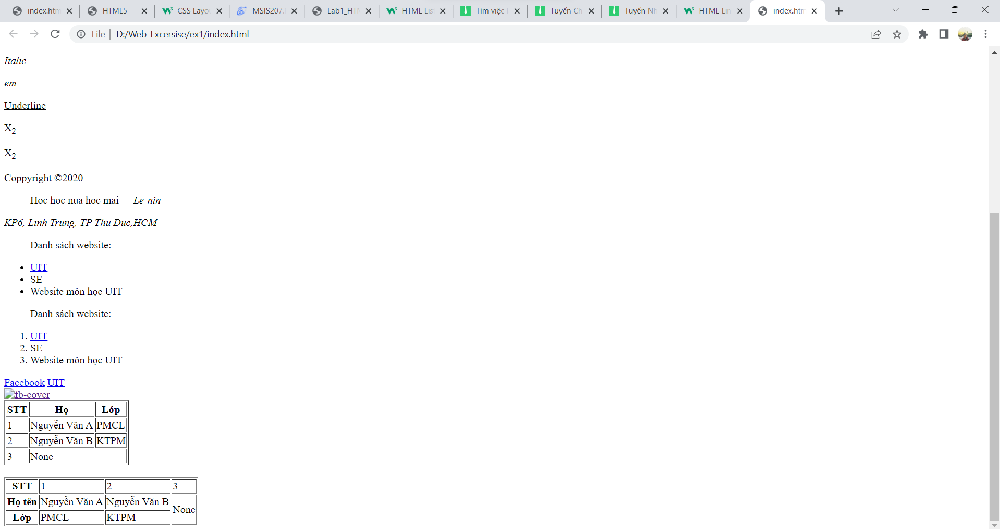 index.htm
HTML5
CSS Layo
MSIS207.
Lab1_HTM
HTML Lis
Tìm việc
Tuyển Ch
Tuyển Nh
HTML Lin
index.htm
File D:/Web_Excersise/ex1/index.html
Italic
em
Underline
X2
X2
Coppyright ©2020
Hoc hoc nua hoc mai — Le-nin
KP6, Linh Trung, TP Thu Duc,HCM
Danh sách website:
• UIT
• SE
• Website môn học UIT
Danh sách website:
1. UIT
2. SE
3. Website môn học UIT
Facebook UIT
fb-cover
STT Họ Lớp
1 Nguyễn Văn A PMCL
2 Nguyễn Văn B KTPM
3 None
STT 1 2 3
Họ tên Nguyễn Văn A Nguyễn Văn B None
Lớp PMCL KTPM